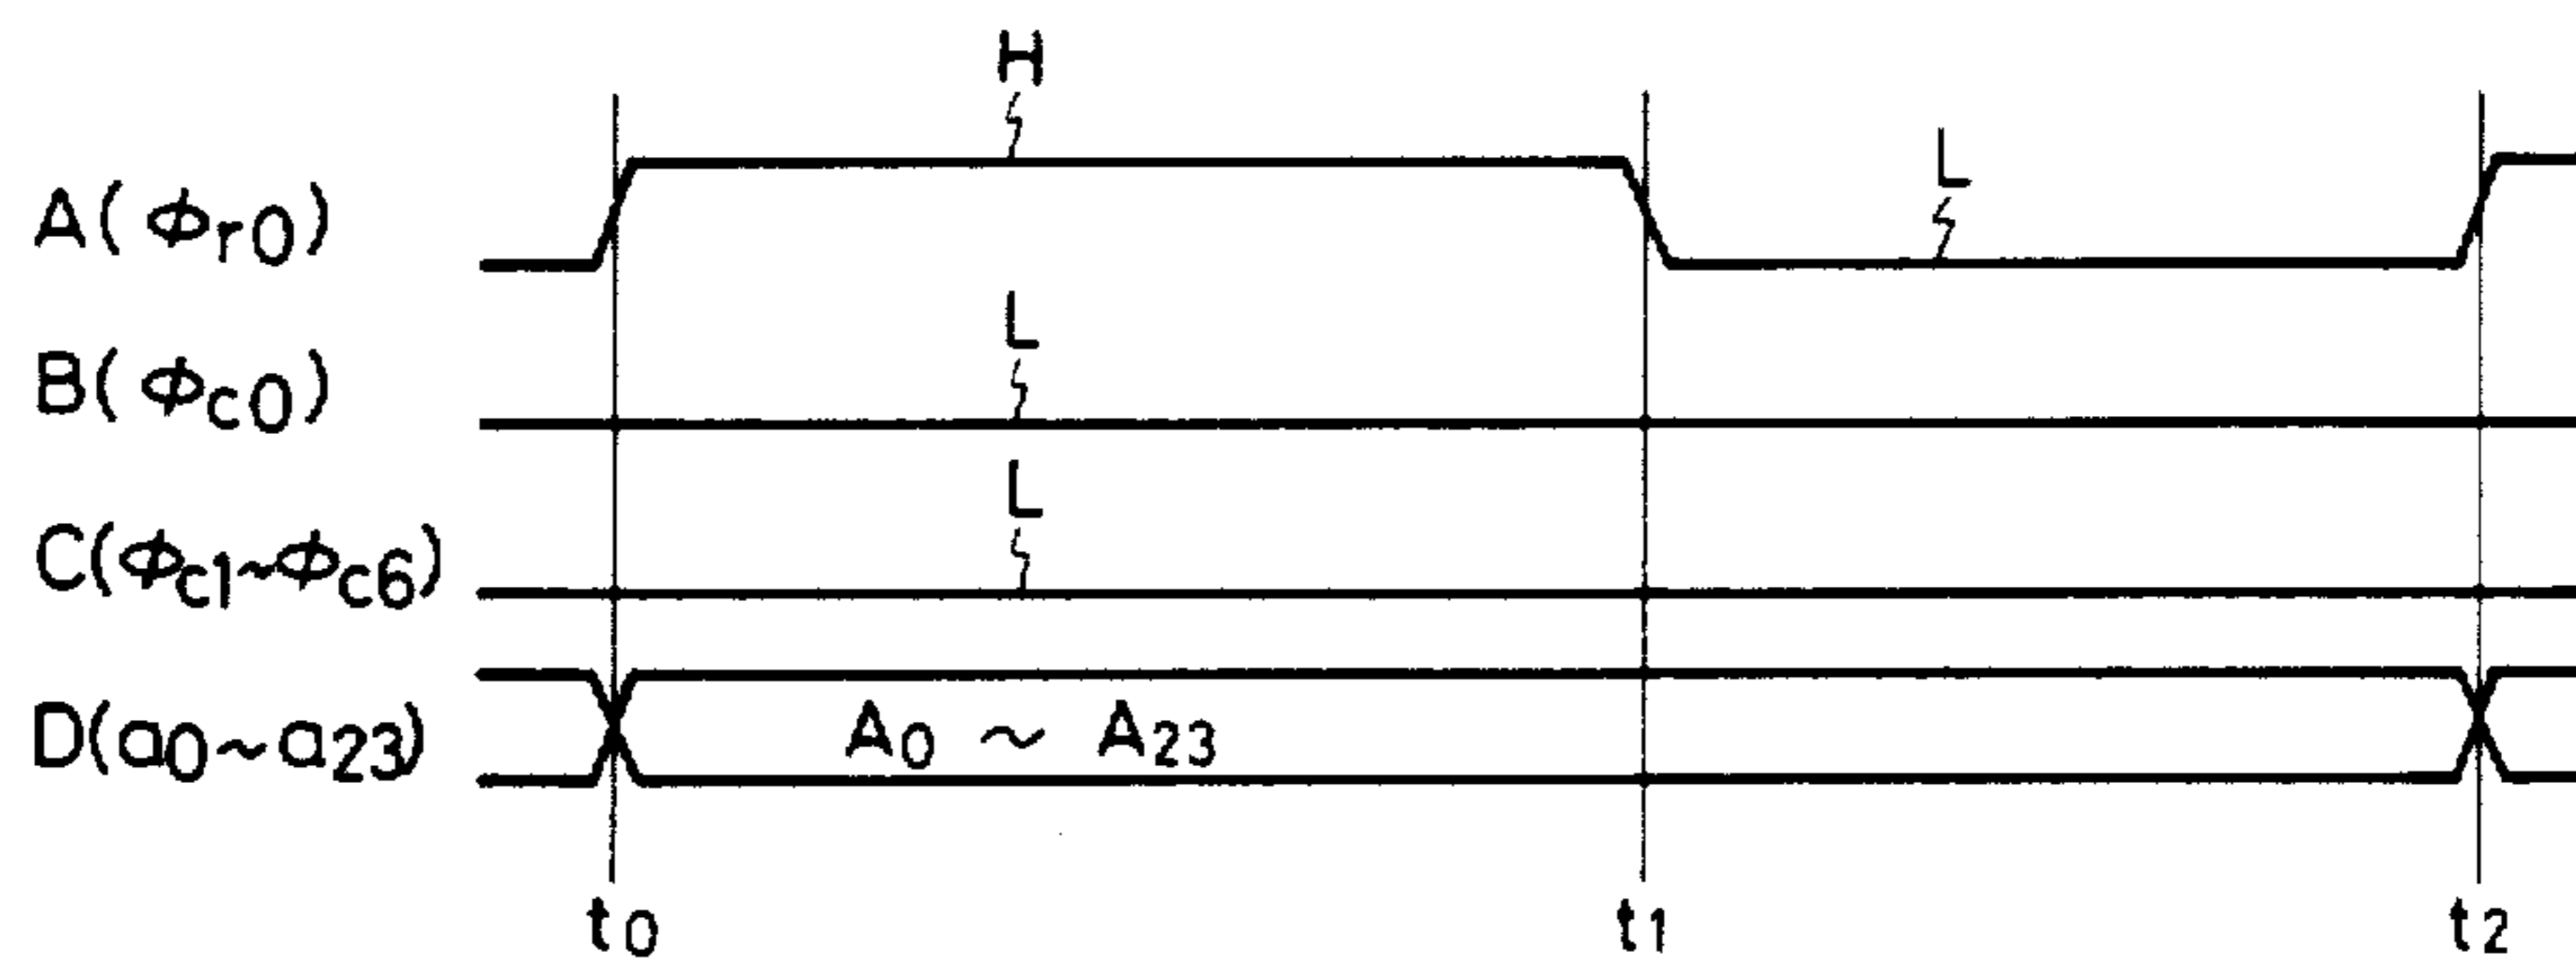 H
L
A(ϕr0)
L
B(ϕc0)
L
C(ϕc1~ϕc6)
D(a0~a23)
A0 ~ A23
t0
t1
t2